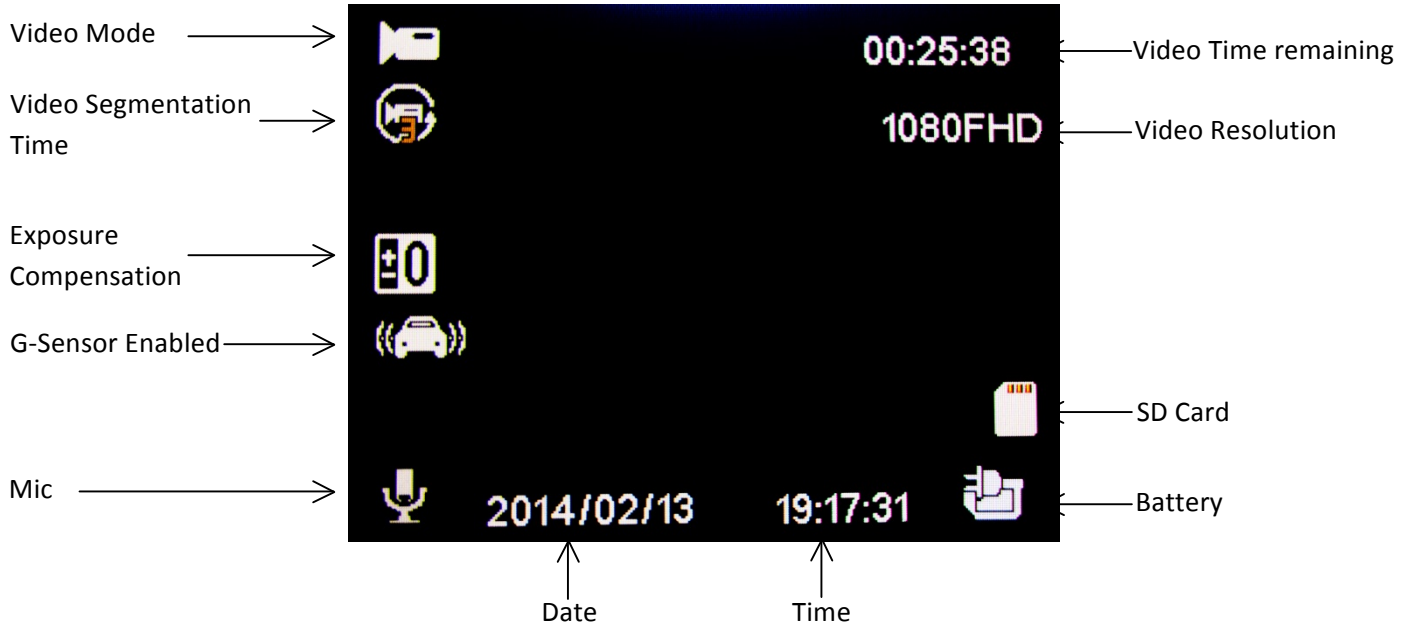 Video Mode
00:25:38
Video Time remaining
Video Segmentation
Time
3
1080FHD
Video Resolution
Exposure
Compensation
±0
G-Sensor Enabled
SD Card
Mic
2014/02/13
19:17:31
Battery
Date
Time